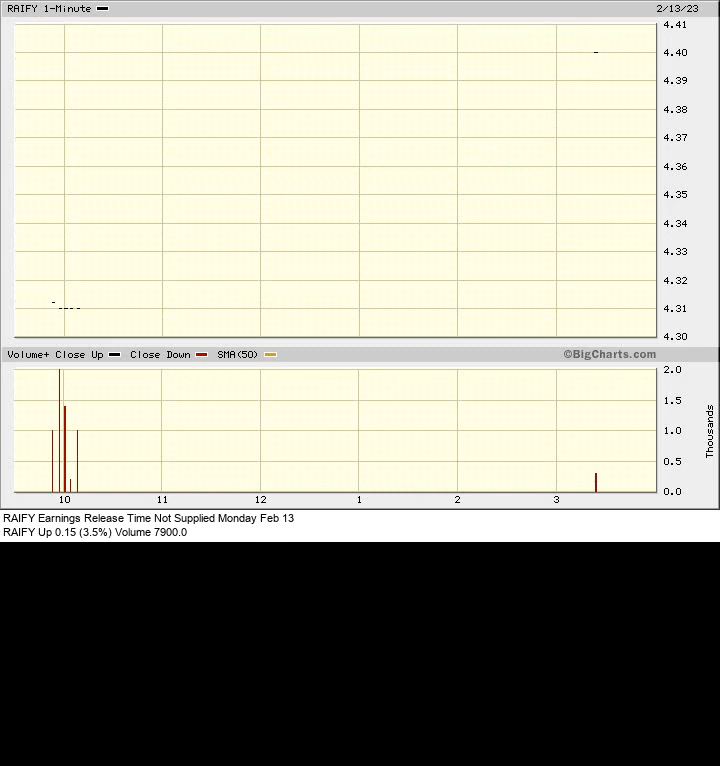 RAIFY 1-Minute 2/13/23
4.41
4.40
4.39
4.38
4.37
4.36
4.35
4.34
4.33
4.32
4.31
4.30
Volume+ Close Up Close Down SMA(50) ©BigCharts.com
2.0
1.5
1.0
0.5
0.0
Thousands
10 11 12 1 2 3
RAIFY Earnings Release Time Not Supplied Monday Feb 13
RAIFY Up 0.15 (3.5%) Volume 7900.0